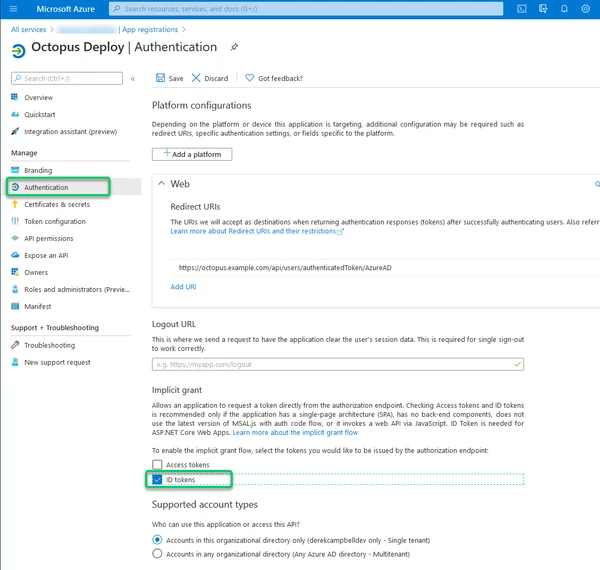 Microsoft Azure
Search resources, services, and docs (G+/)
All services > | App registrations >
Octopus Deploy | Authentication
Search (Ctrl+/)
«
Save
Discard
Got feedback?
Overview
Quickstart
Integration assistant (preview)
Manage
Branding
Authentication
Certificates & secrets
Token configuration
API permissions
Expose an API
Owners
Roles and administrators (Previe...
Manifest
Support + Troubleshooting
Troubleshooting
New support request
Platform configurations
Depending on the platform or device this application is targeting, additional configuration may be required such as
redirect URIs, specific authentication settings, or fields specific to the platform.
+ Add a platform
Web
Redirect URIs
The URIs we will accept as destinations when returning authentication responses (tokens) after successfully authenticating users. Also referr
Learn more about Redirect URIs and their restrictions
https://octopus.example.com/api/users/authenticatedToken/AzureAD
Add URI
Logout URL
This is where we send a request to have the application clear the user's session data. This is required for single sign-out
to work correctly.
e.g. https://myapp.com/logout
Implicit grant
Allows an application to request a token directly from the authorization endpoint. Checking Access tokens and ID tokens
is recommended only if the application has a single-page architecture (SPA), has no back-end components, does not
use the latest version of MSAL.js with auth code flow, or it invokes a web API via JavaScript. ID Token is needed for
ASP.NET Core Web Apps. Learn more about the implicit grant flow
To enable the implicit grant flow, select the tokens you would like to be issued by the authorization endpoint:
Access tokens
ID tokens
Supported account types
Who can use this application or access this API?
Accounts in this organizational directory only (derekcampbelldev only - Single tenant)
Accounts in any organizational directory (Any Azure AD directory - Multitenant)